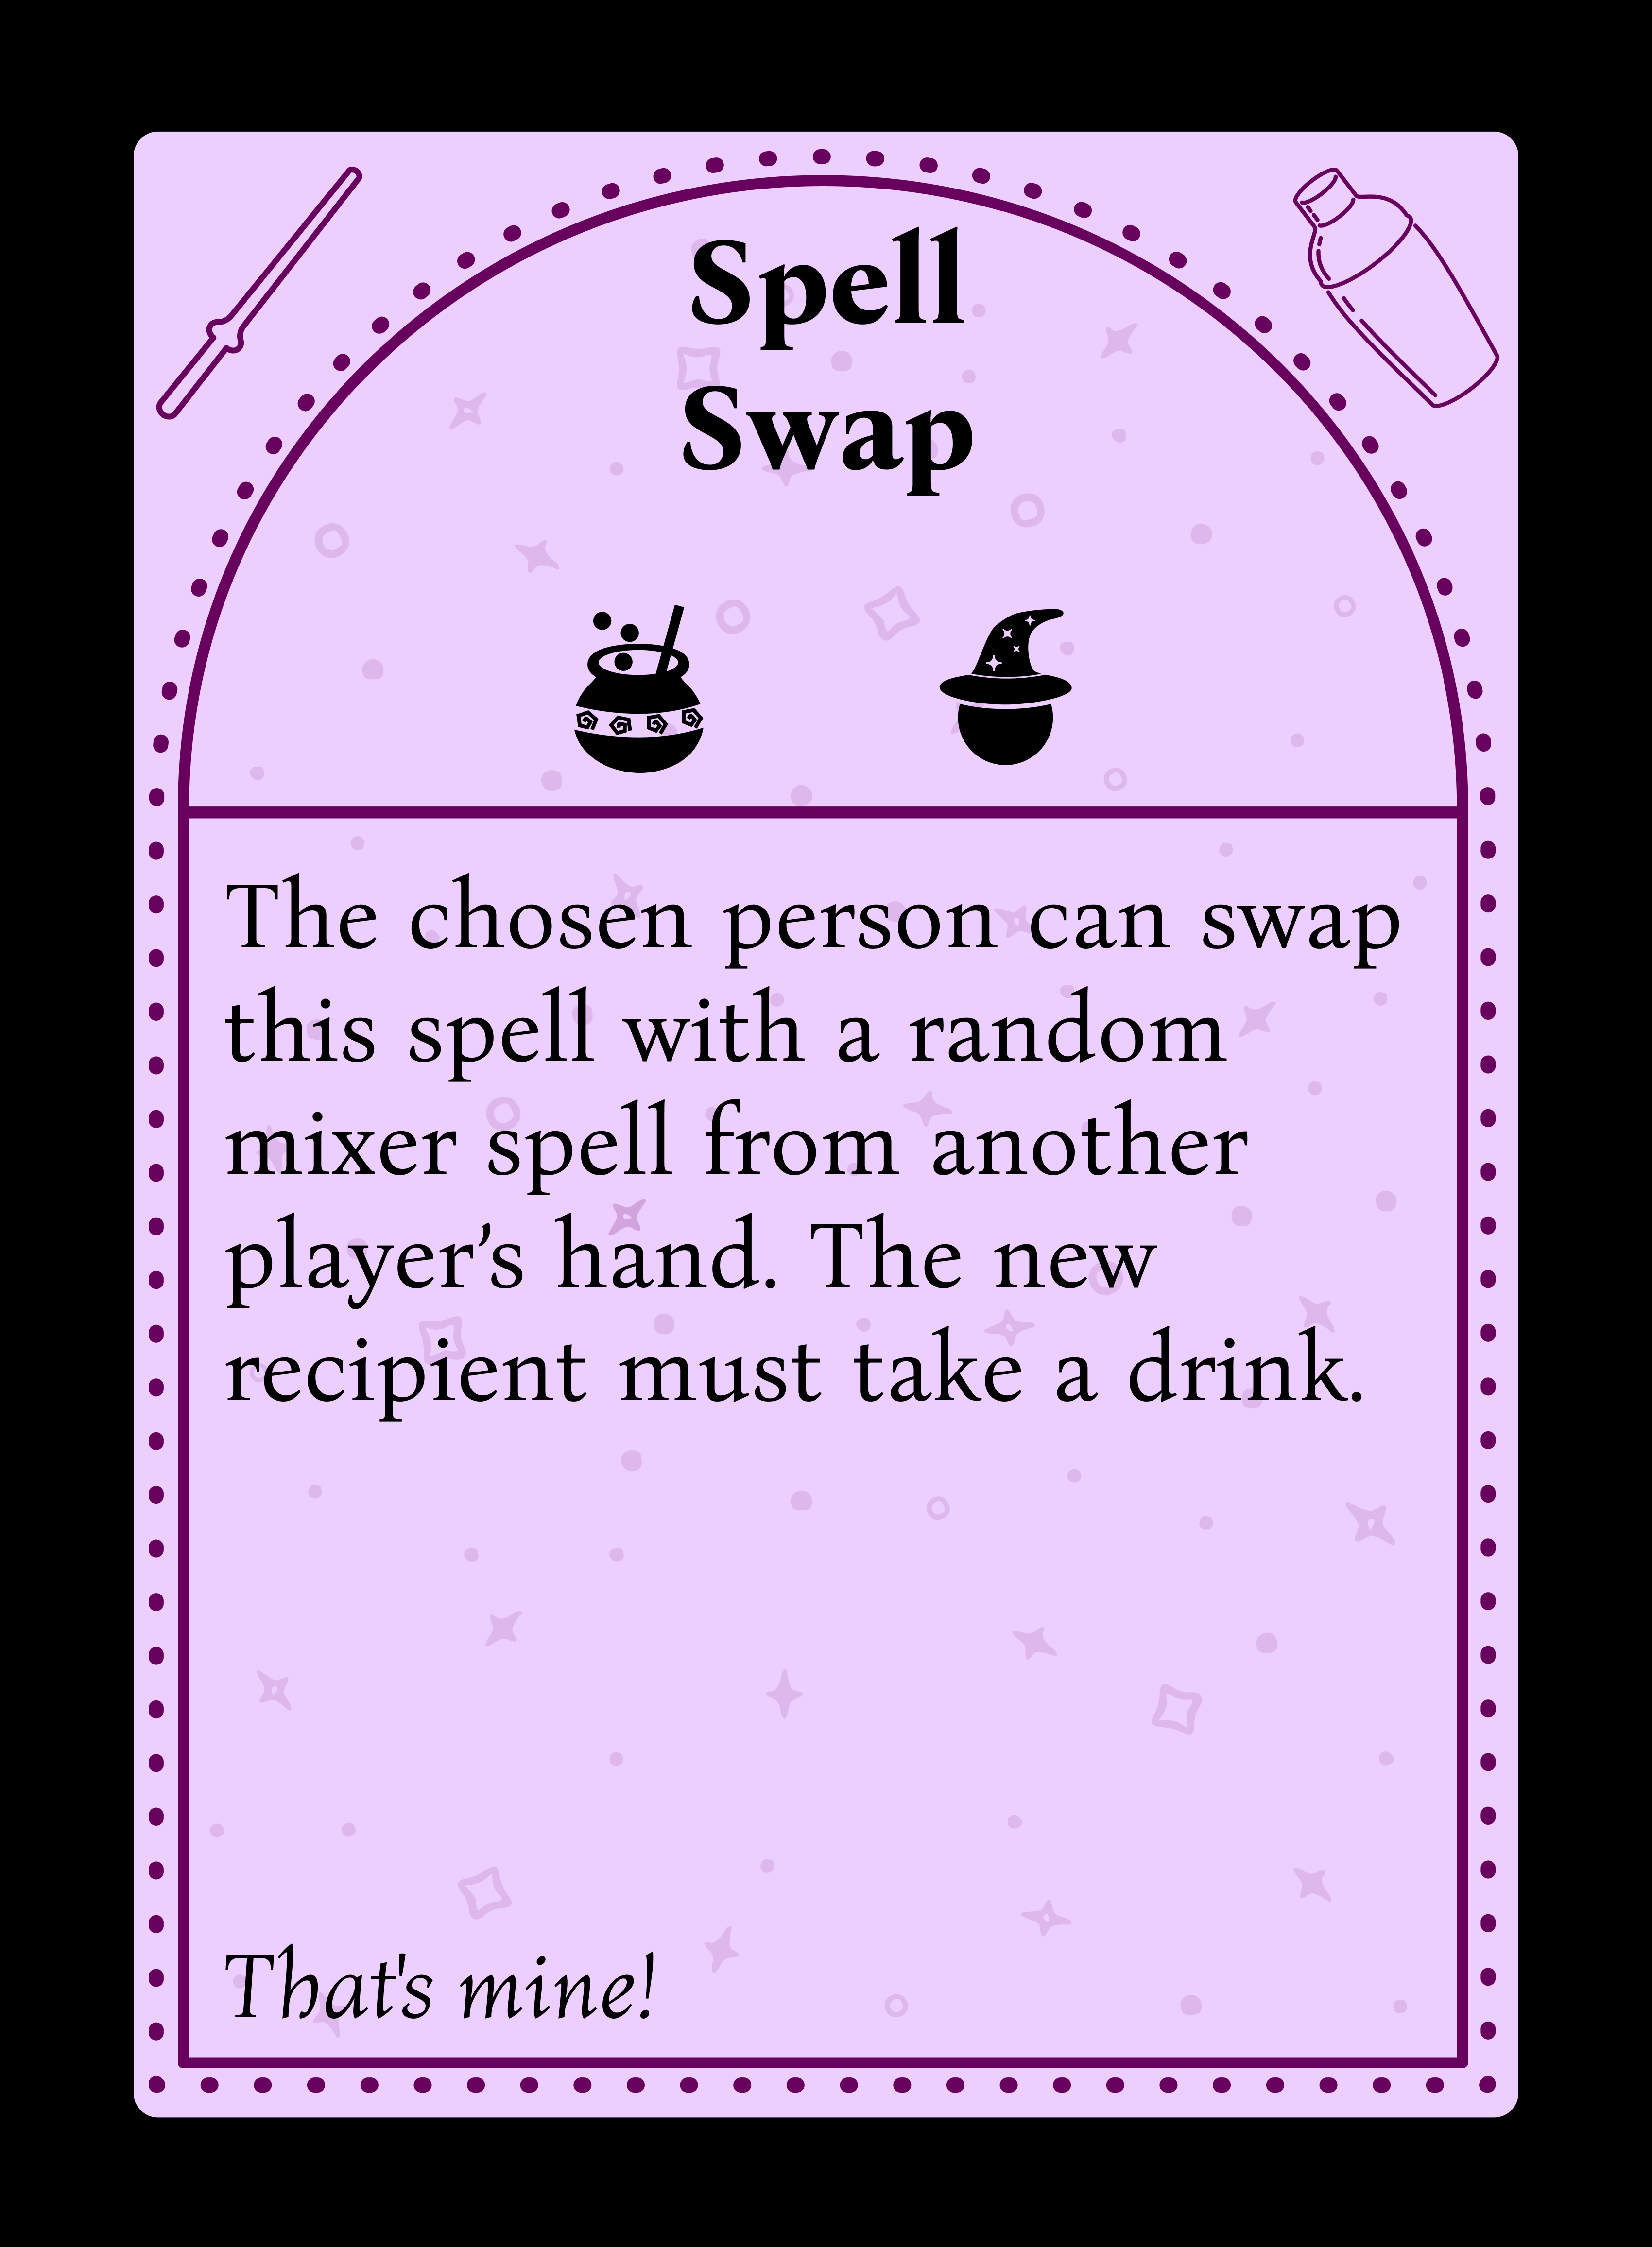 Spell
Swap
The chosen person can swap
this spell with a random
mixer spell from another
player’s hand. The new
recipient must take a drink.
That's mine!